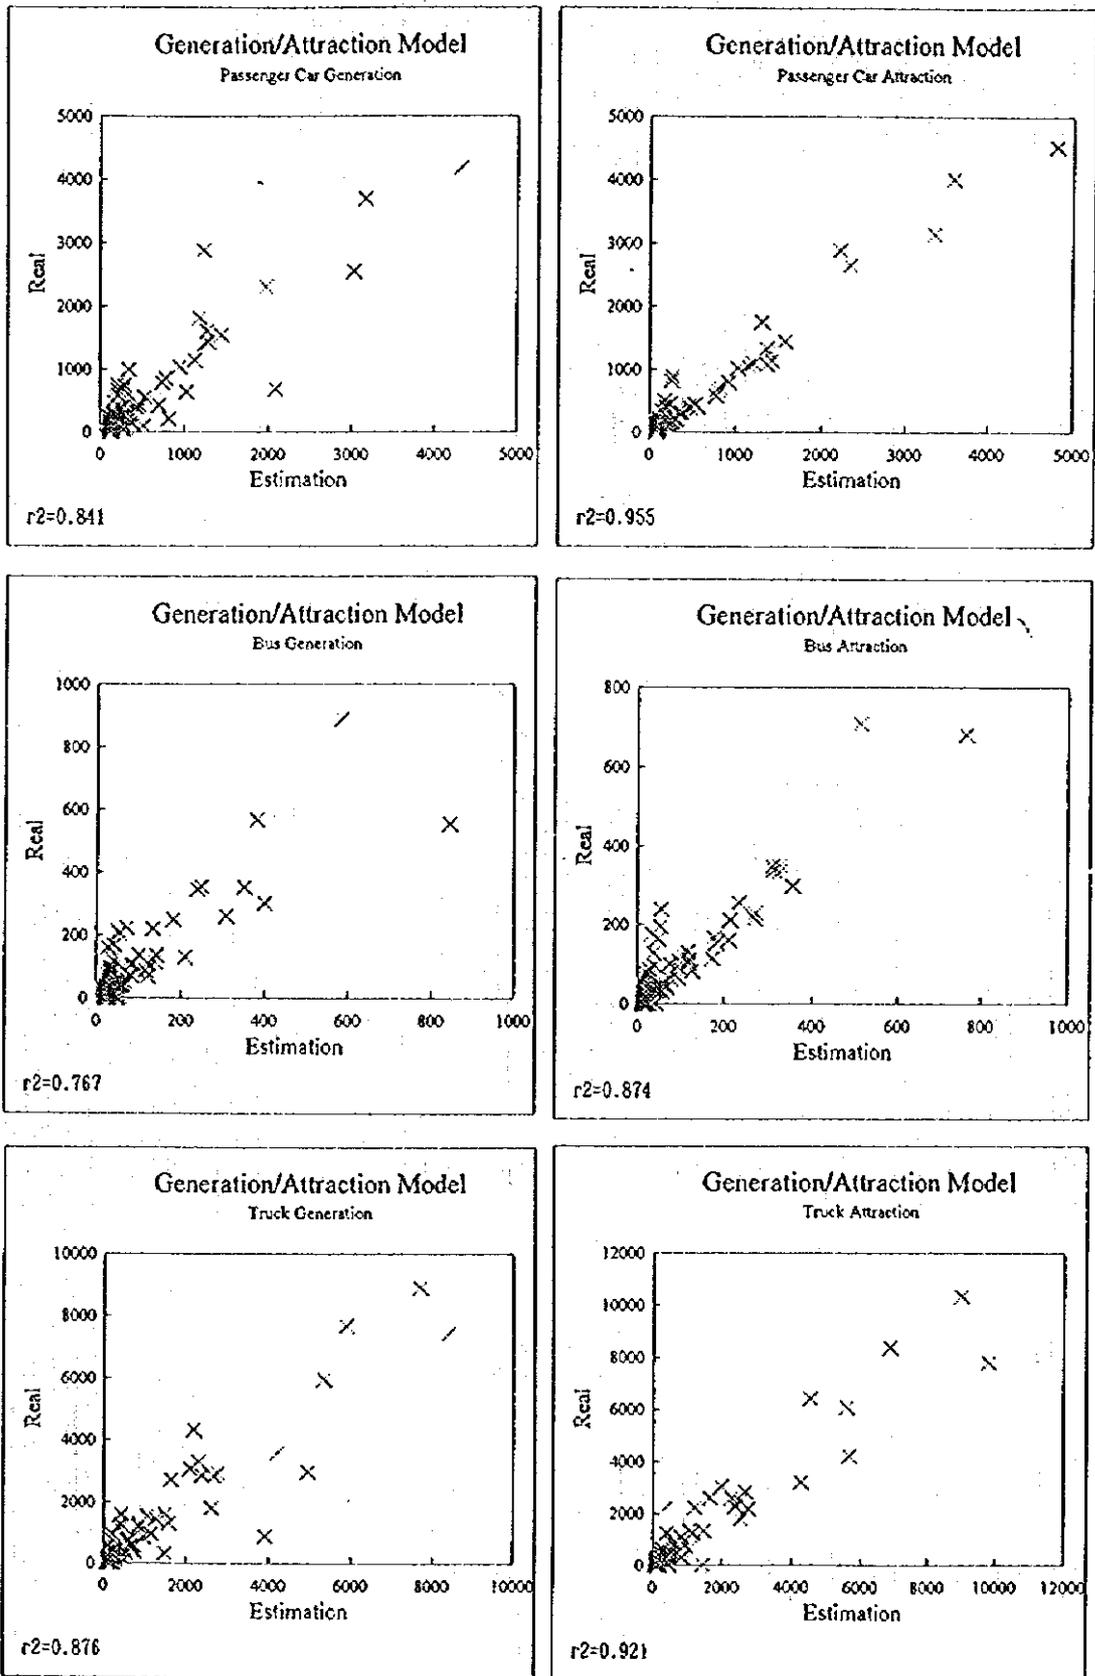 Generation/Attraction Model
Passenger Car Generation
5000
4000
3000
2000
1000
0
Real
0 1000 2000 3000 4000 5000
Estimation
r2=0.841
Generation/Attraction Model
Passenger Car Attraction
5000
4000
3000
2000
1000
0
Real
0 1000 2000 3000 4000 5000
Estimation
r2=0.955
Generation/Attraction Model
Bus Generation
1000
800
600
400
200
0
Real
0 200 400 600 800 1000
Estimation
r2=0.767
Generation/Attraction Model
Bus Attraction
800
600
400
200
0
Real
0 200 400 600 800 1000
Estimation
r2=0.874
Generation/Attraction Model
Truck Generation
10000
8000
6000
4000
2000
0
Real
0 2000 4000 6000 8000 10000
Estimation
r2=0.876
Generation/Attraction Model
Truck Attraction
12000
10000
8000
6000
4000
2000
0
Real
0 2000 4000 6000 8000 10000 12000
Estimation
r2=0.921